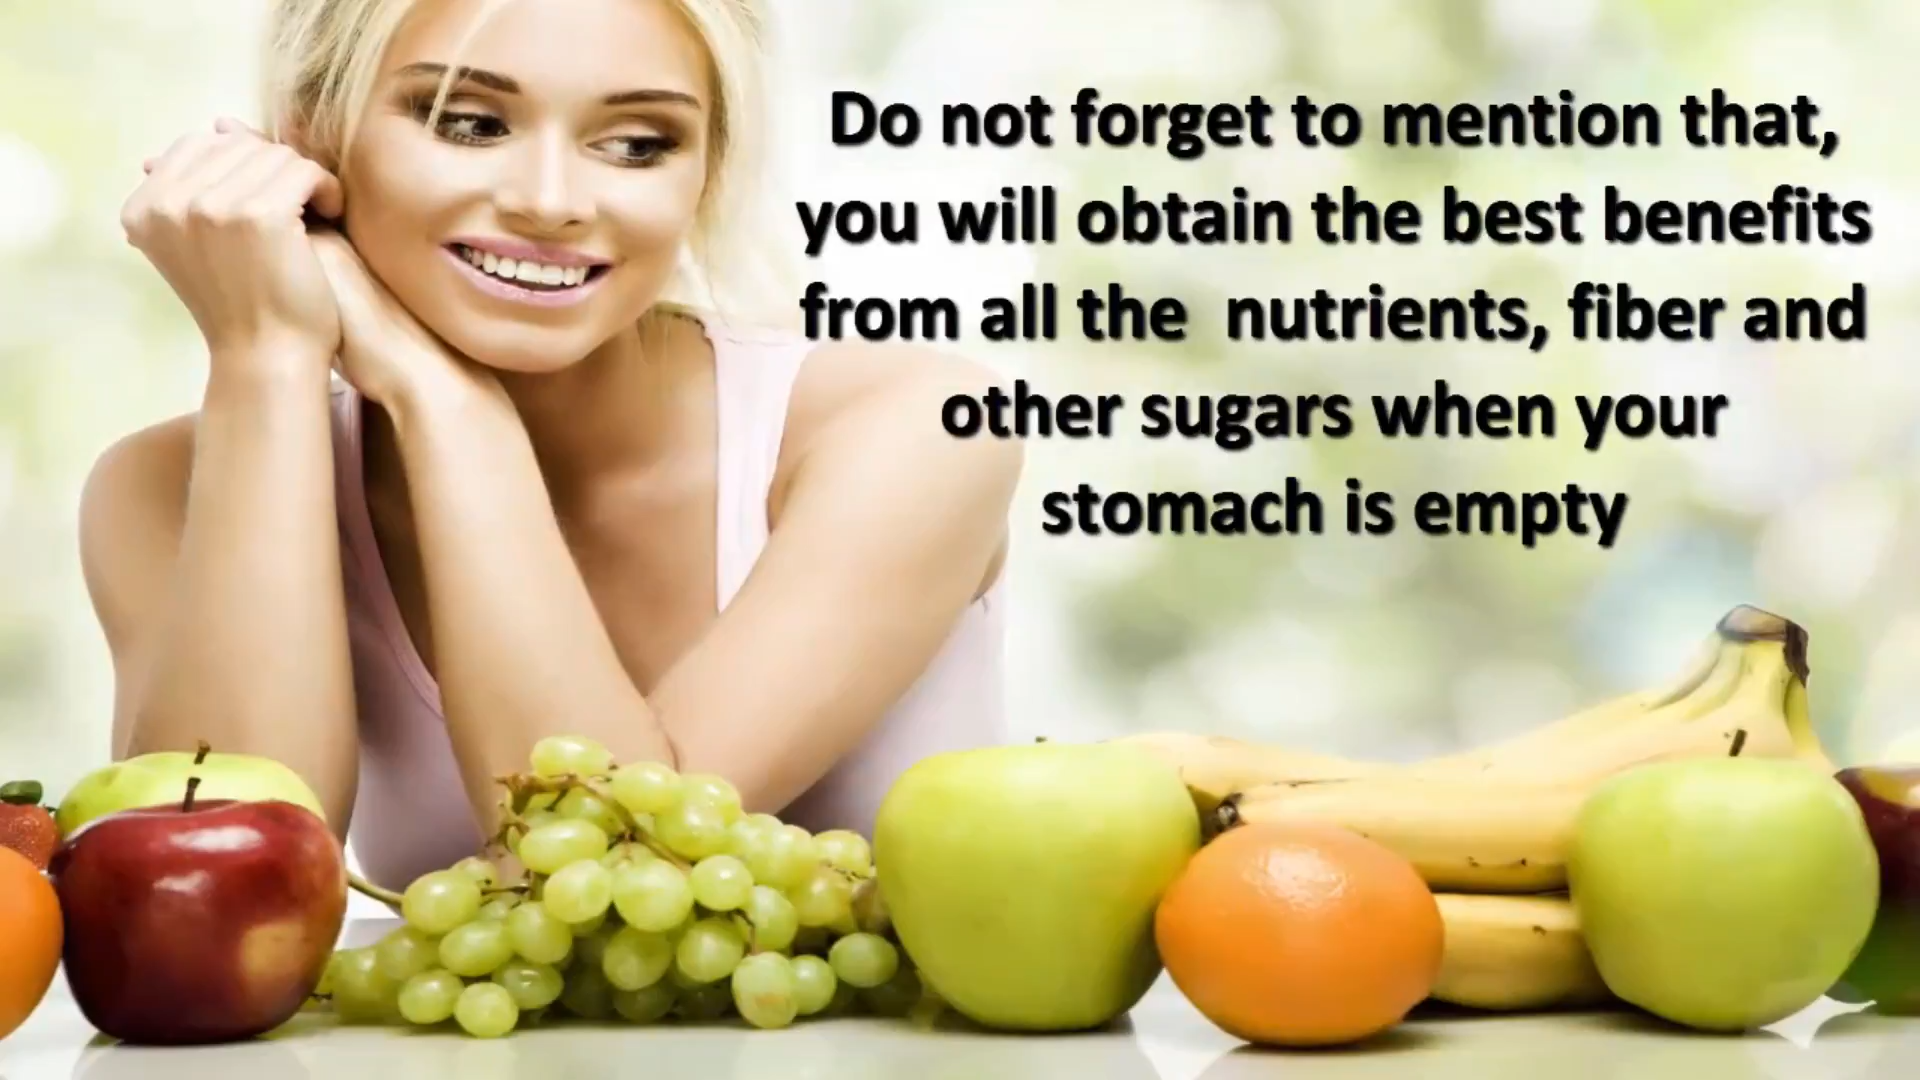 Do not forget to mention that,
you will obtain the best benefits
from all the  nutrients, fiber and
other sugars when your
stomach is empty